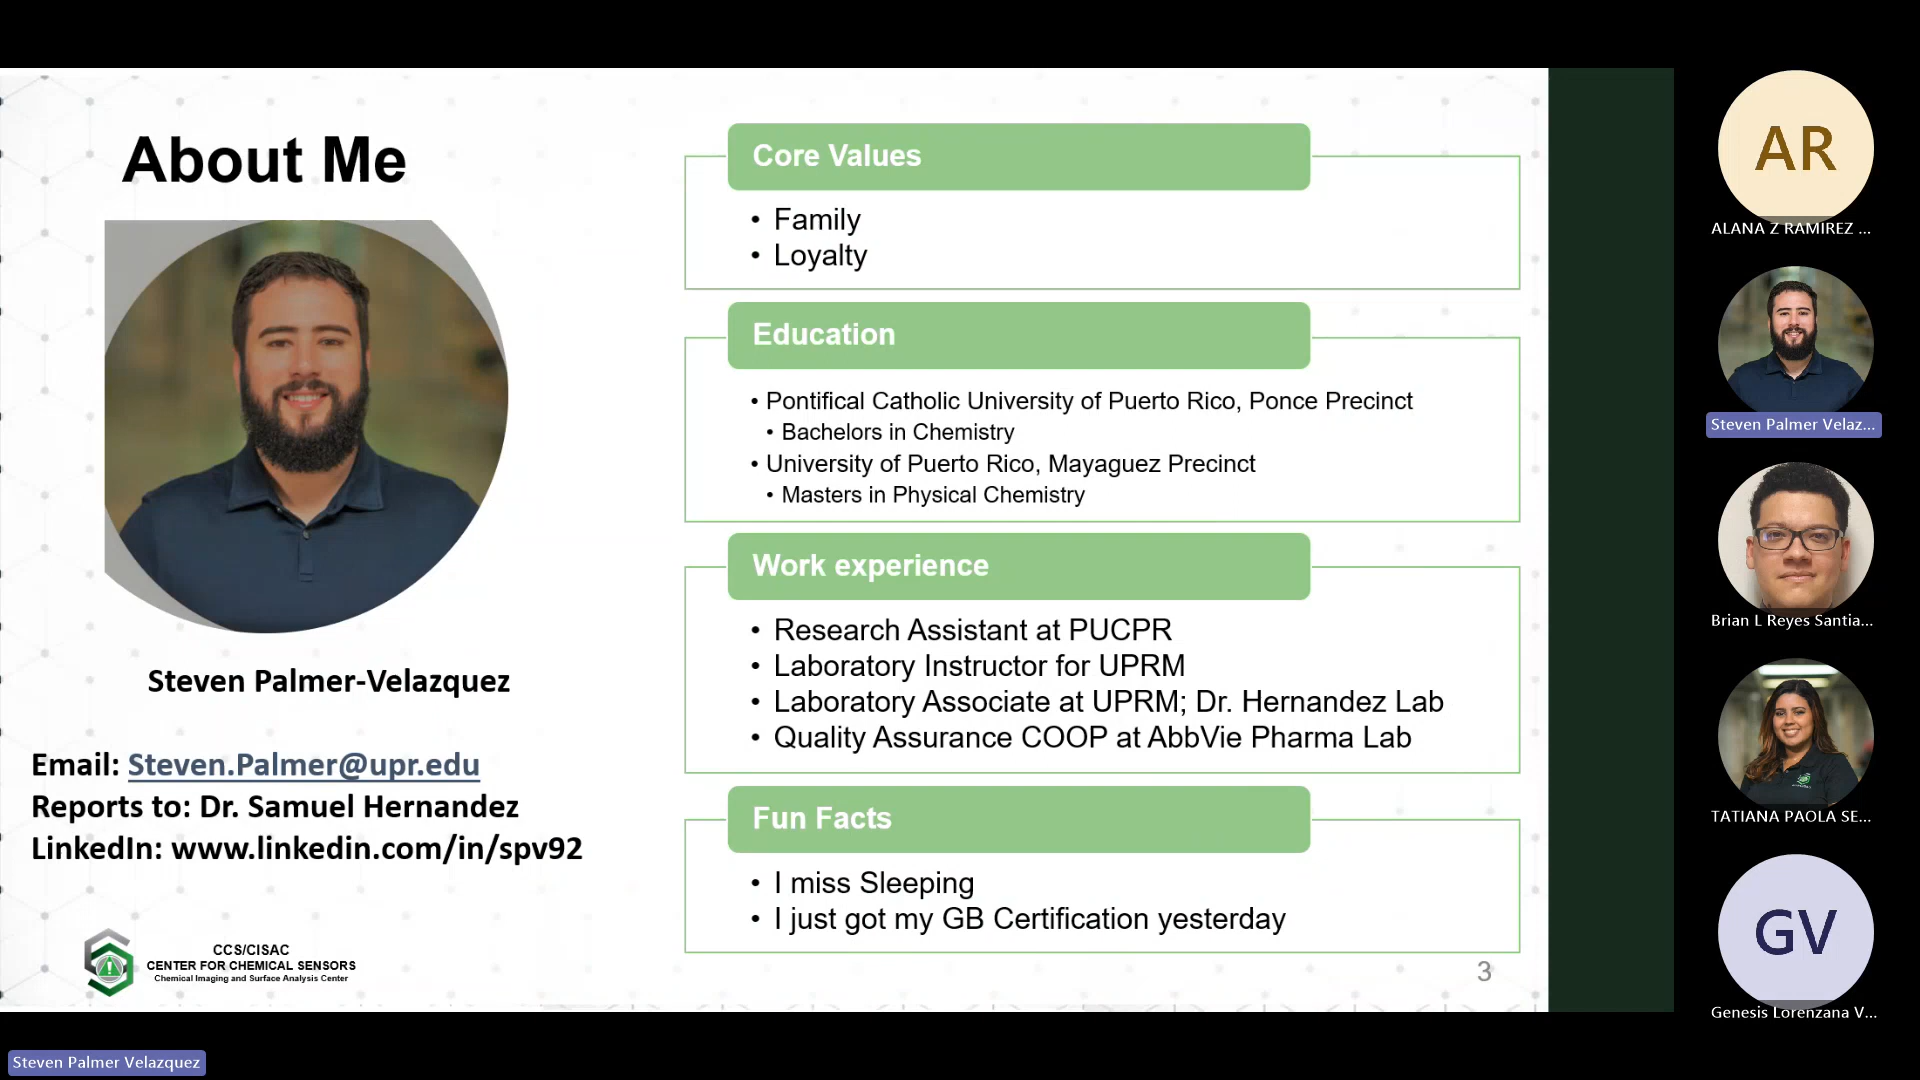 About Me
Steven Palmer-Velazquez
Email: Steven.Palmer@upr.edu
Reports to: Dr. Samuel Hernandez
LinkedIn: www.linkedin.com/in/spv92
CCS/CISAC
CENTER FOR CHEMICAL SENSORS
Chemical Imaging and Surface Analysis Center
Core Values
• Family
• Loyalty
Education
• Pontifical Catholic University of Puerto Rico, Ponce Precinct
• Bachelors in Chemistry
• University of Puerto Rico, Mayaguez Precinct
• Masters in Physical Chemistry
Work experience
• Research Assistant at PUCPR
• Laboratory Instructor for UPRM
• Laboratory Associate at UPRM; Dr. Hernandez Lab
• Quality Assurance COOP at AbbVie Pharma Lab
Fun Facts
• I miss Sleeping
• I just got my GB Certification yesterday
3
AR
ALANA Z RAMIREZ ...
Steven Palmer Velaz...
Brian L Reyes Santia...
TATIANA PAOLA SE...
GV
Genesis Lorenzana V...
Steven Palmer Velazquez